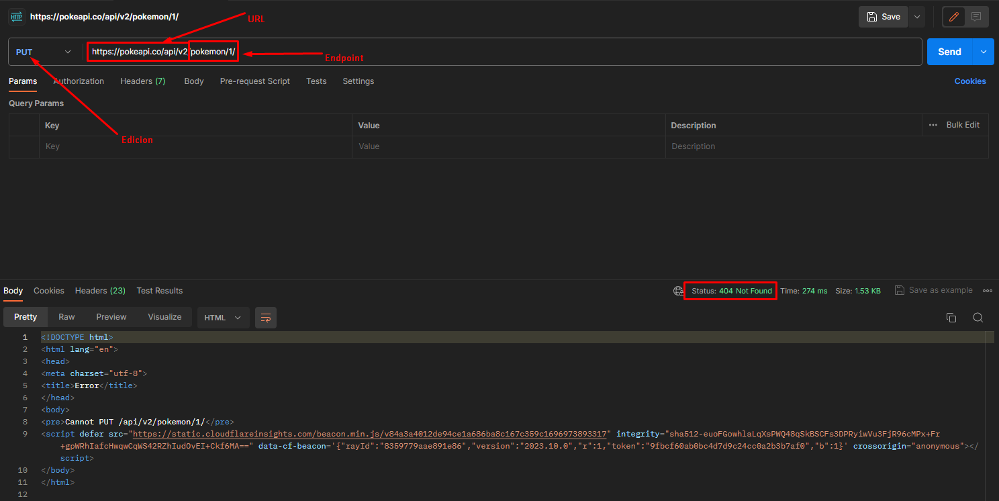 HTTP https://pokeapi.co/api/v2/pokemon/1/ Save
URL
PUT https://pokeapi.co/api/v2/pokemon/1/ Send
Endpoint
Params Authorization Headers (7) Body Pre-request Script Tests Settings Cookies
Query Params
Key Value Description ••• Bulk Edit
Key Value Description
Edicion
Body Cookies Headers (23) Test Results Status: 404 Not Found Time: 274 ms Size: 1.53 KB Save as example •••
Pretty Raw Preview Visualize HTML
1 <!DOCTYPE html>
2 <html lang="en">
3 <head>
4 <meta charset="utf-8">
5 <title>Error</title>
6 </head>
7 <body>
8 <pre>Cannot PUT /api/v2/pokemon/1/</pre>
9 <script defer src="https://static.cloudflareinsights.com/beacon.min.js/v84a3a4012de94ce1a686ba8c167c359c1696973893317" integrity="sha512-euoFGowhlaLqXsPWQ48qSkBSCFs3DPRyiwVu3FjR96cMPx+Fr
+gpWRhIafcHwqwCqWS42RZhIudOvEI+Ckf6MA==" data-cf-beacon='{"rayId":"8359779aae891e86","version":"2023.10.0","r":1,"token":"9fbcf60ab0bc4d7d9c24cc0a2b3b7af0","b":1}' crossorigin="anonymous"></
script>
10 </body>
11 </html>
12